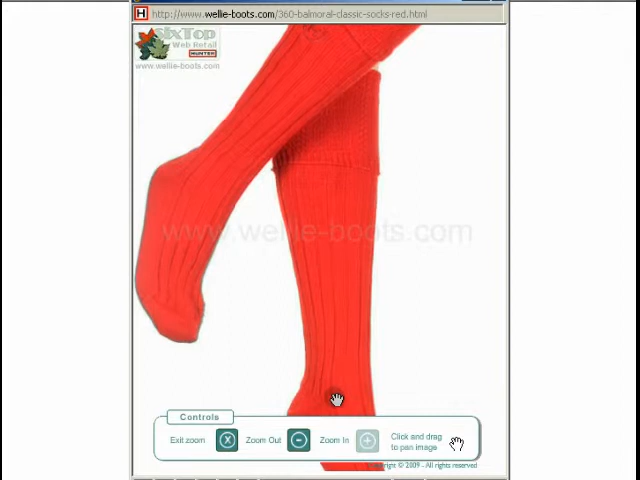 http://www.wellie-boots.com/360-balmoral-classic-socks-red.html
SixTop
Web Retail
HUNTER
www.wellie-boots.com
www.wellie-boots.com
Controls
Exit zoom
Zoom Out
Zoom In
Click and drag
to pan image
Copyright © 2009 - All rights reserved